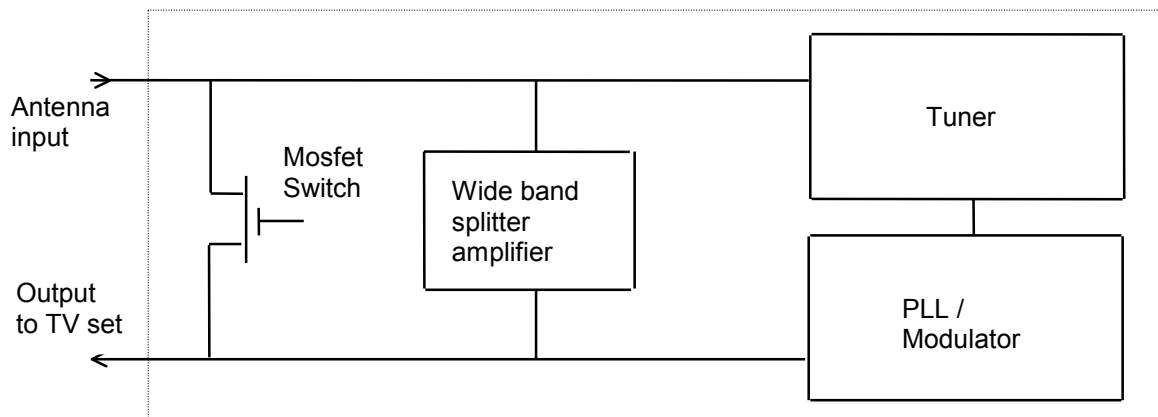 Antenna
input
Mosfet
Switch
Wide band
splitter
amplifier
Tuner
Output
to TV set
PLL /
Modulator